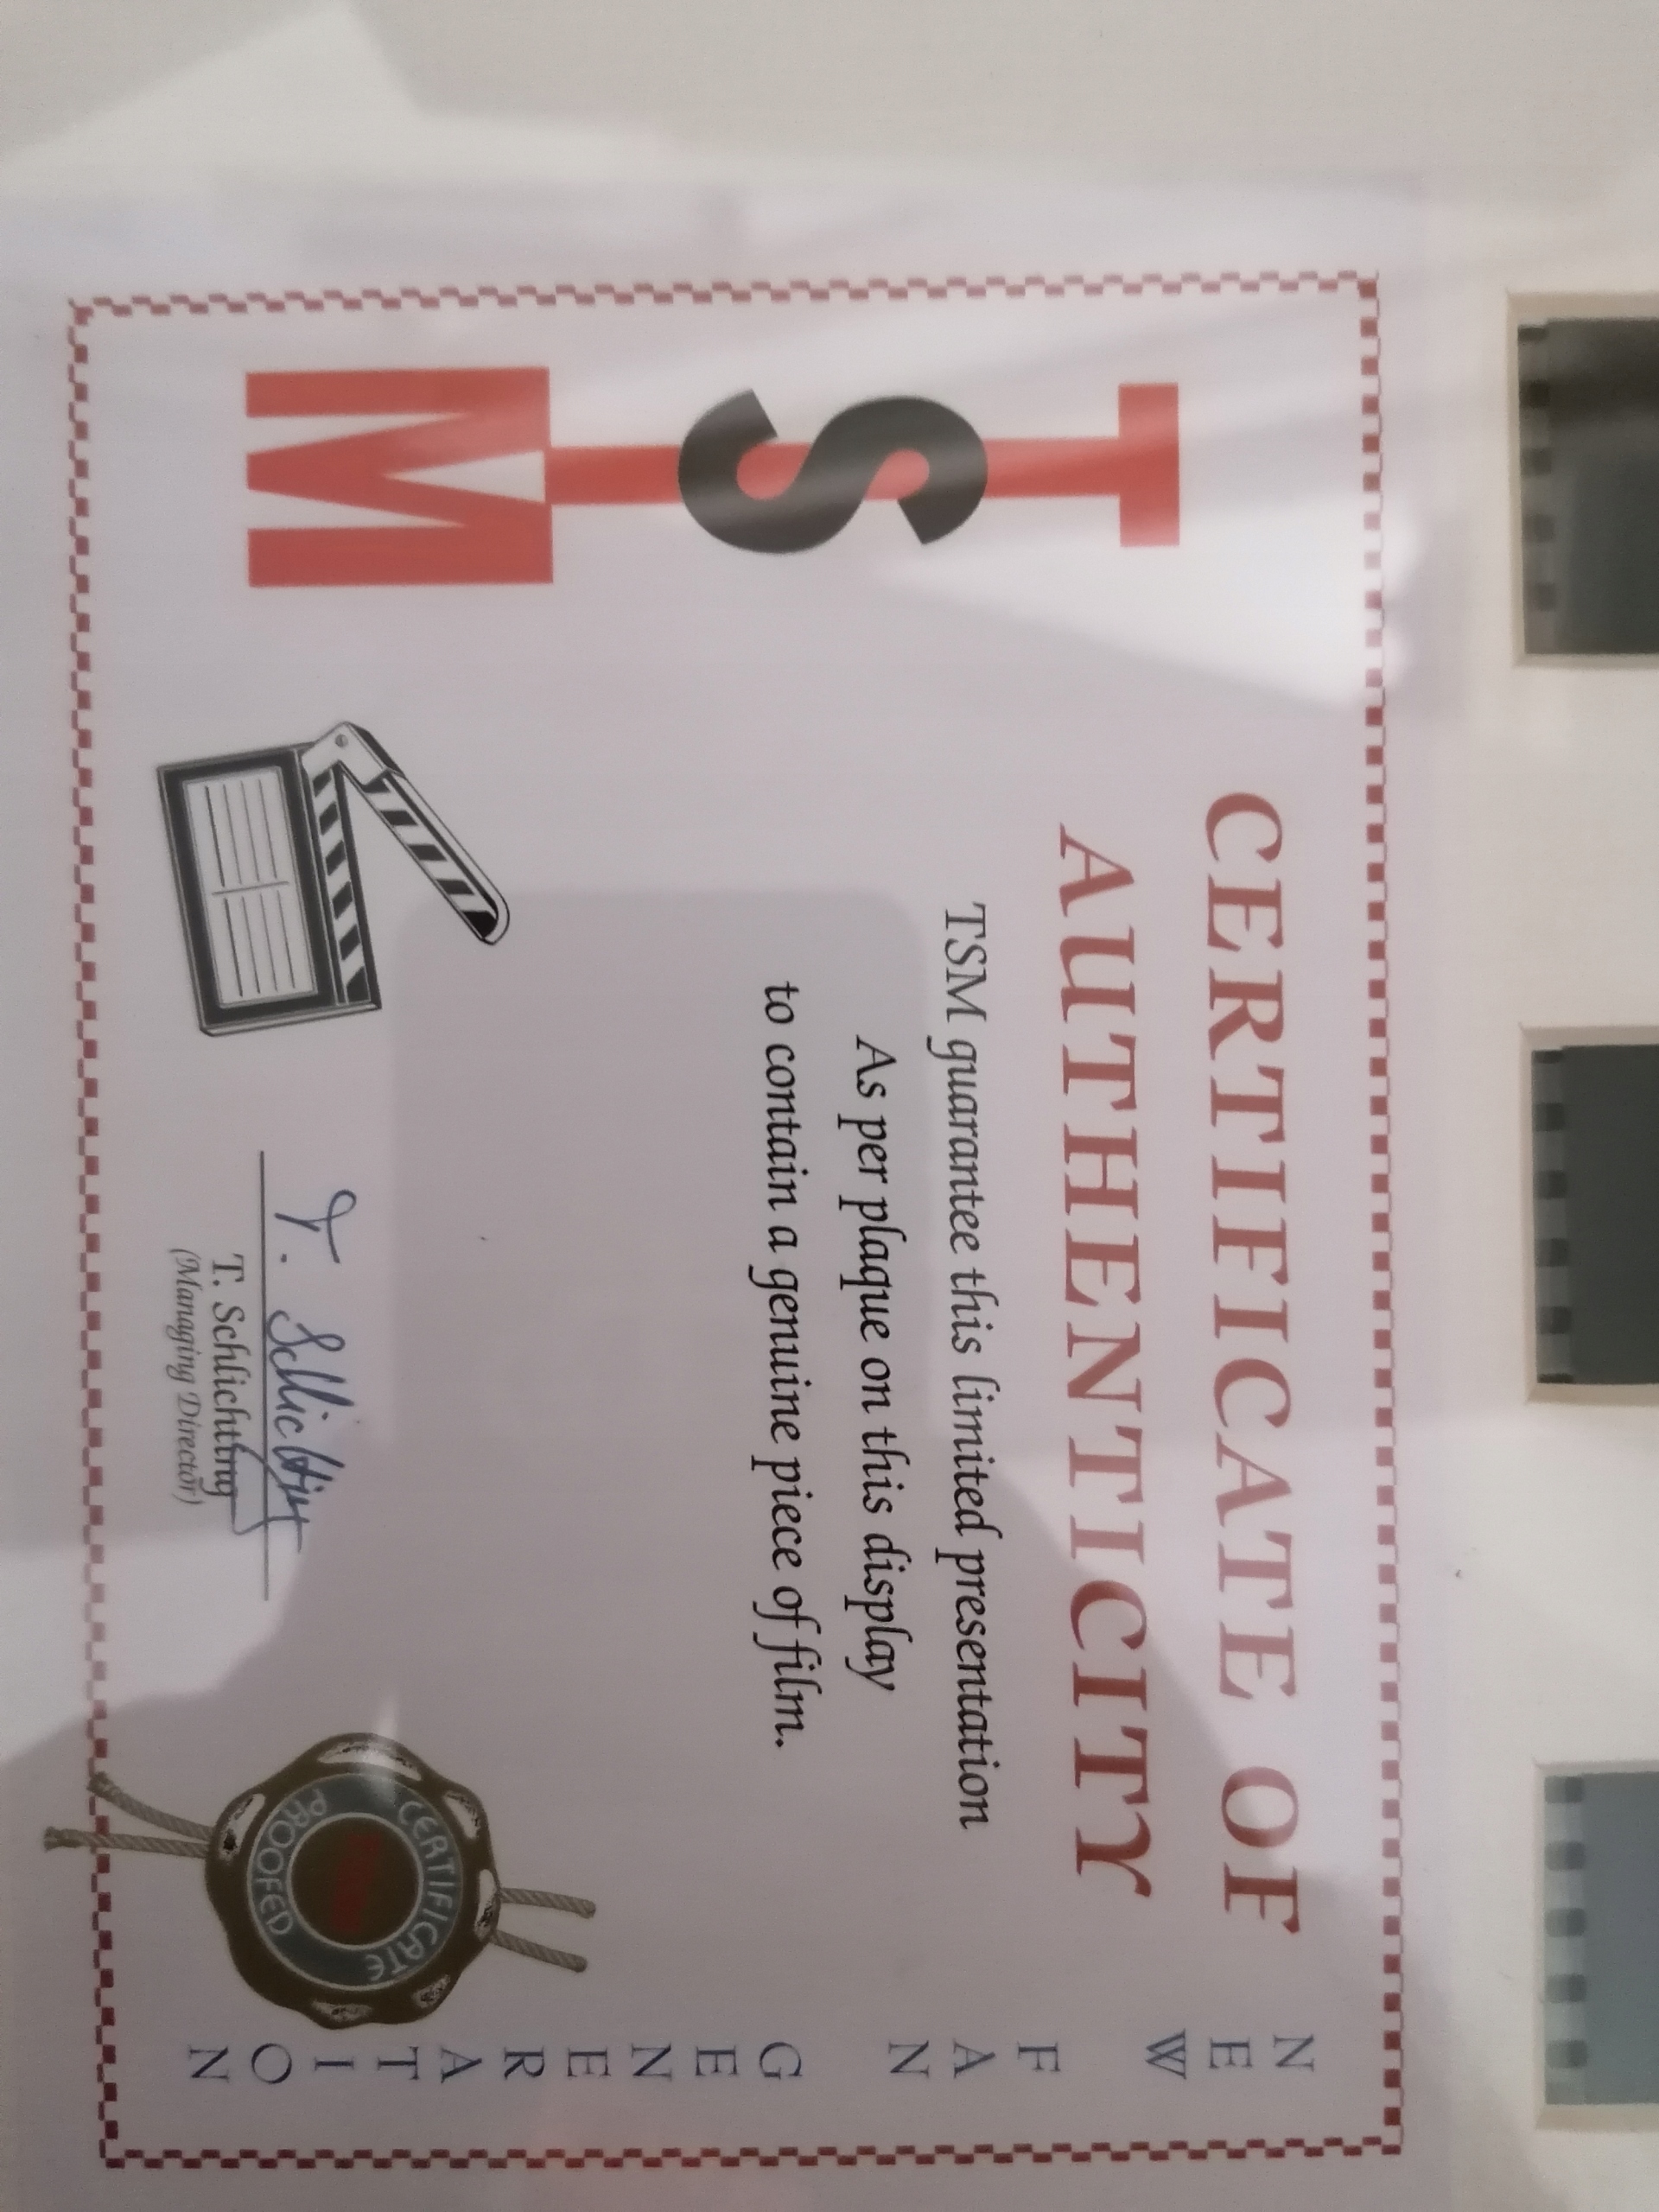 TSM
CERTIFICATE OF
AUTHENTICITY
TSM guarantee this limited presentation
As per plaque on this display
to contain a genuine piece of film.
T. Schlichting
T. Schlichting
(Managing Director)
CERTIFICATE
PROOFED
NEW FAN GENERATION